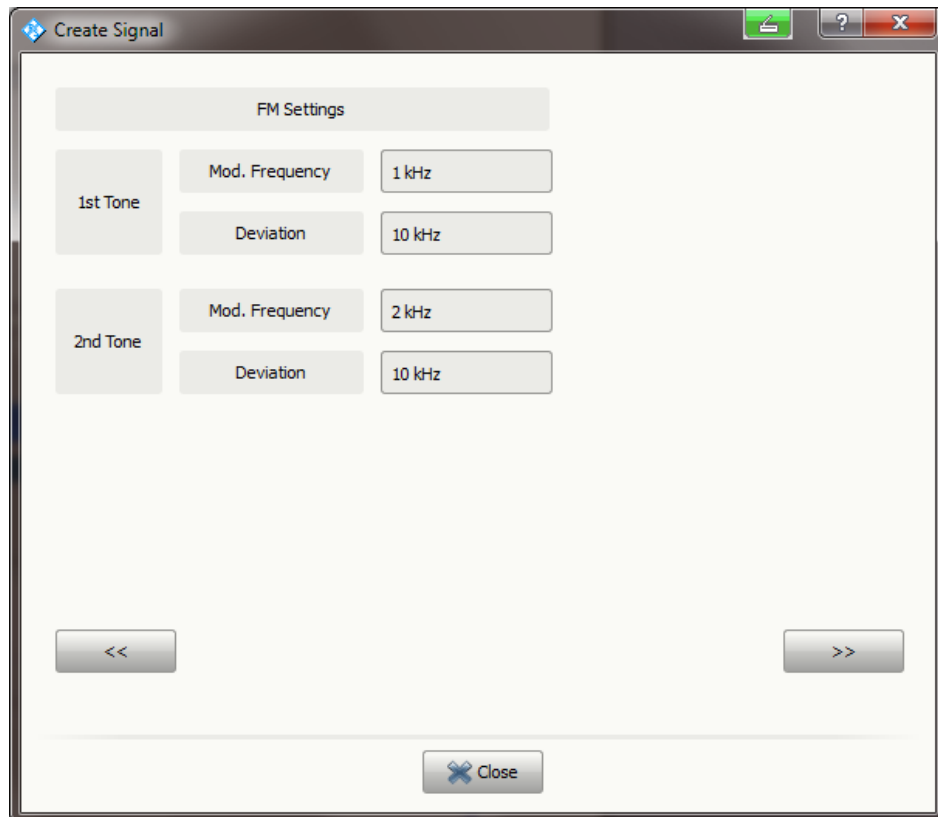 Create Signal
?
X
FM Settings
1st Tone
Mod. Frequency
1 kHz
Deviation
10 kHz
2nd Tone
Mod. Frequency
2 kHz
Deviation
10 kHz
<<
>>
Close